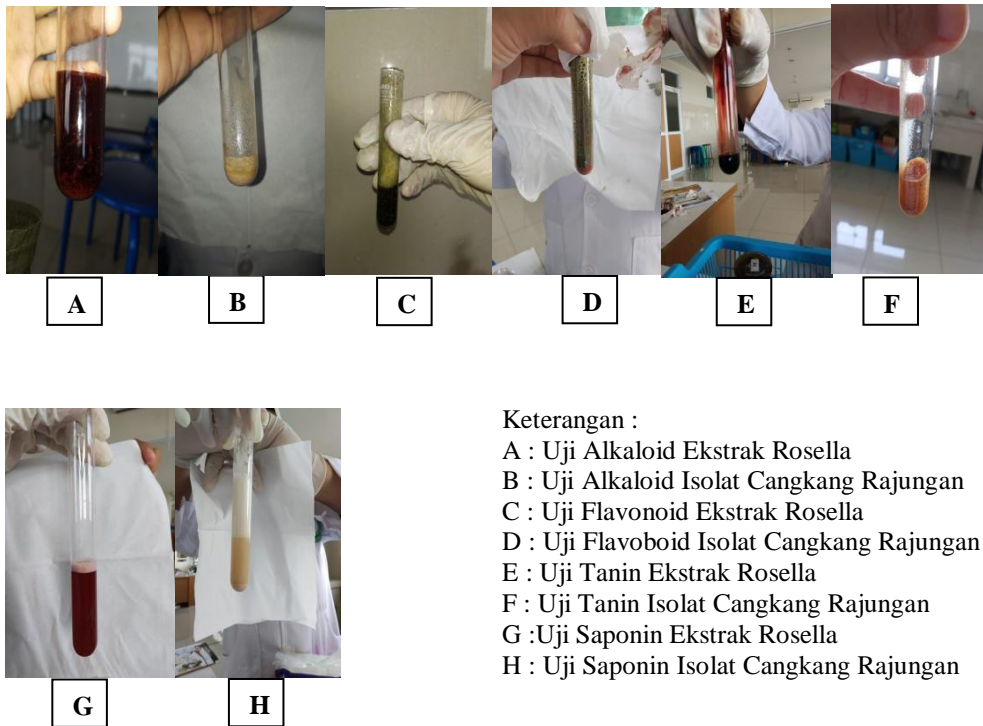 A
B
C
D
E
F
G
H
Keterangan :
A : Uji Alkaloid Ekstrak Rosella
B : Uji Alkaloid Isolat Cangkang Rajungan
C : Uji Flavonoid Ekstrak Rosella
D : Uji Flavoboid Isolat Cangkang Rajungan
E : Uji Tanin Ekstrak Rosella
F : Uji Tanin Isolat Cangkang Rajungan
G :Uji Saponin Ekstrak Rosella
H : Uji Saponin Isolat Cangkang Rajungan